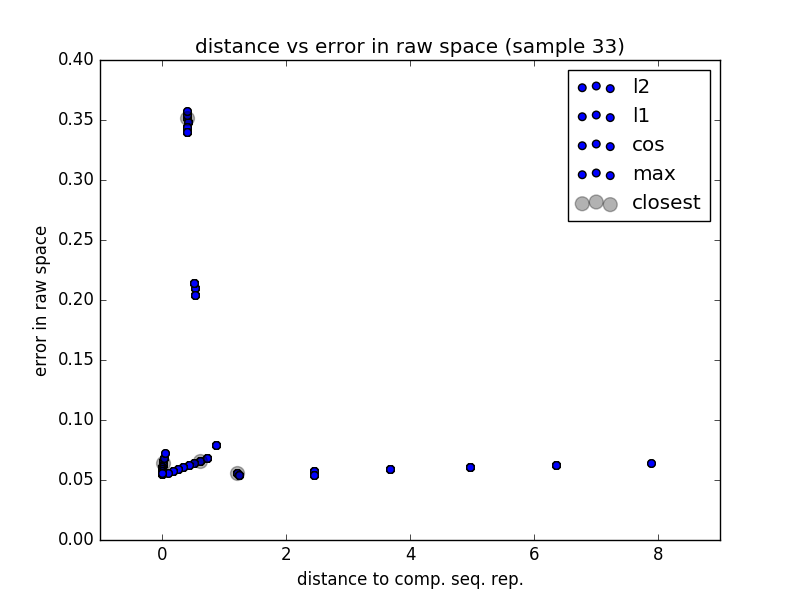 distance vs error in raw space (sample 33)
l2
l1
cos
max
closest
0.40
0.35
0.30
0.25
0.20
0.15
0.10
0.05
0.00
error in raw space
0
2
4
6
8
distance to comp. seq. rep.